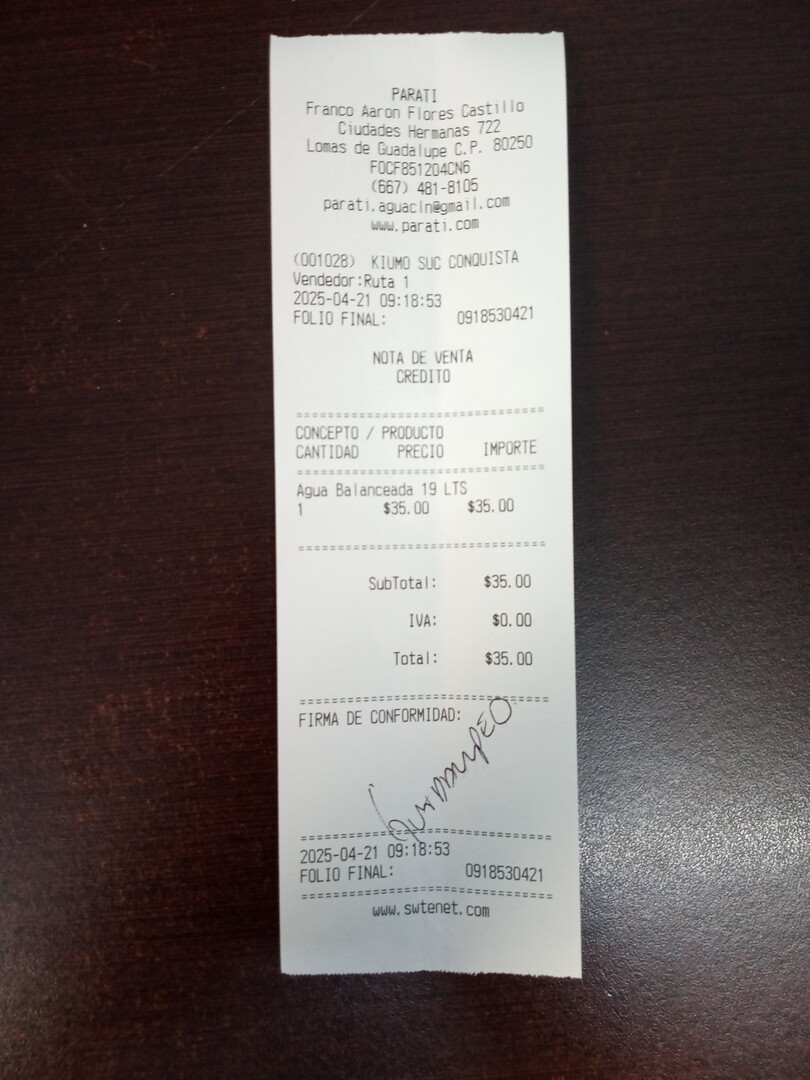 PARATI
Franco Aaron Flores Castillo
Ciudades Hermanas 722
Lomas de Guadalupe C.P. 80250
FOCF851204CN6
(667) 481-8105
parati.aguacln@gmail.com
www.parati.com
(001028) KIUMO SUC CONQUISTA
Vendedor:Ruta 1
2025-04-21 09:18:53
FOLIO FINAL: 0918530421
NOTA DE VENTA
CREDITO
================================
CONCEPTO / PRODUCTO
CANTIDAD PRECIO IMPORTE
================================
Agua Balanceada 19 LTS
1 $35.00 $35.00
================================
SubTotal: $35.00
IVA: $0.00
Total: $35.00
================================
FIRMA DE CONFORMIDAD:
================================
2025-04-21 09:18:53
FOLIO FINAL: 0918530421
================================
www.swtenet.com